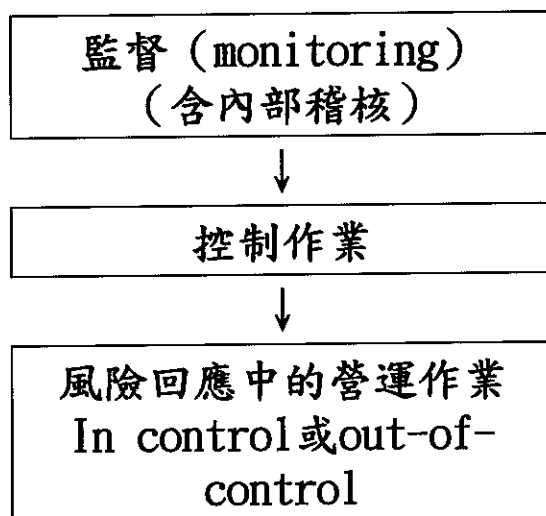 監督（monitoring）
（含內部稽核）
控制作業
風險回應中的營運作業
In control或out-of-
control